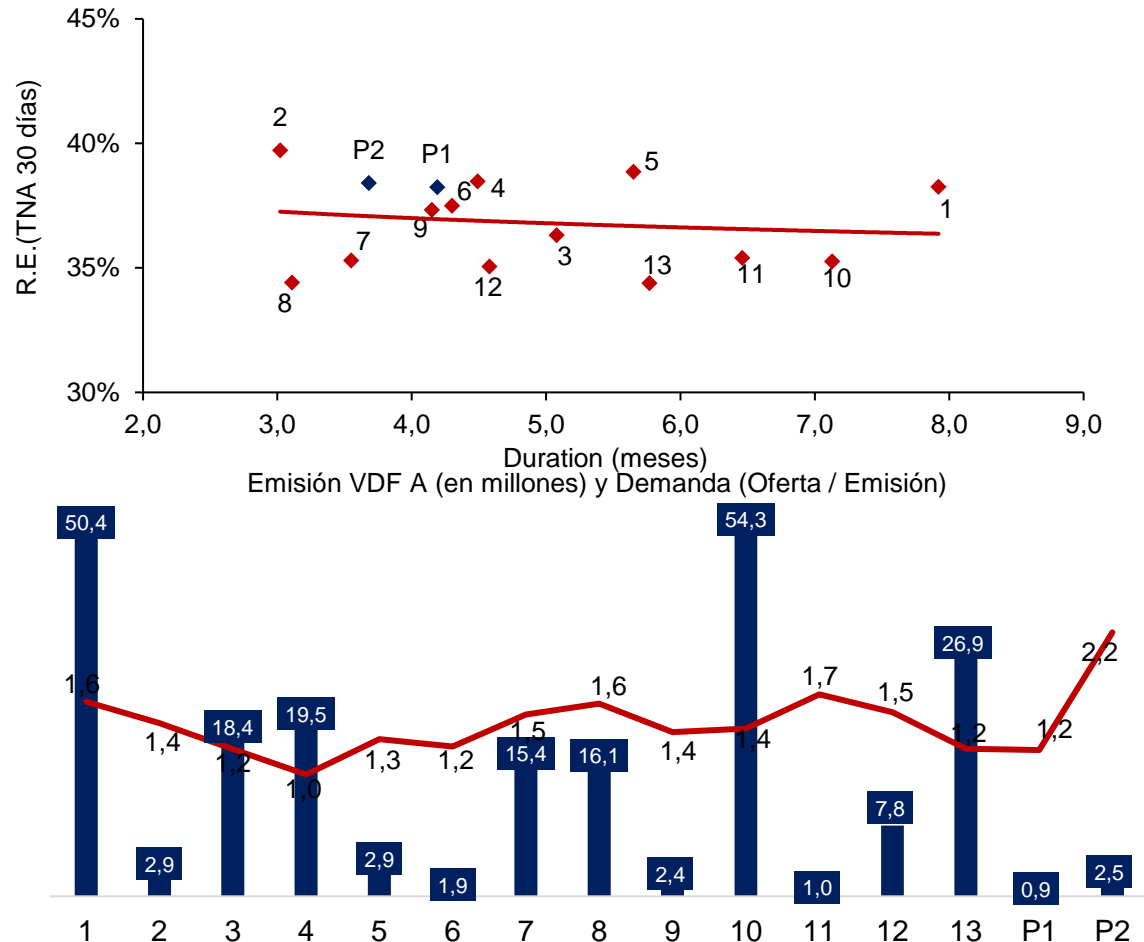 45%
40%
35%
30%
R.E.(TNA 30 días)
2
P2
P1
5
6
4
1
9
7
3
13
11
10
12
8
2,0 3,0 4,0 5,0 6,0 7,0 8,0 9,0
Duration (meses)
Emisión VDF A (en millones) y Demanda (Oferta / Emisión)
50,4 2,9 18,4 19,5 2,9 1,9 15,4 16,1 2,4 54,3 1,0 7,8 26,9 0,9 2,5
1,6 1,4 1,2 1,0 1,3 1,2 1,5 1,6 1,4 1,4 1,7 1,5 1,2 1,2 2,2
1 2 3 4 5 6 7 8 9 10 11 12 13 P1 P2